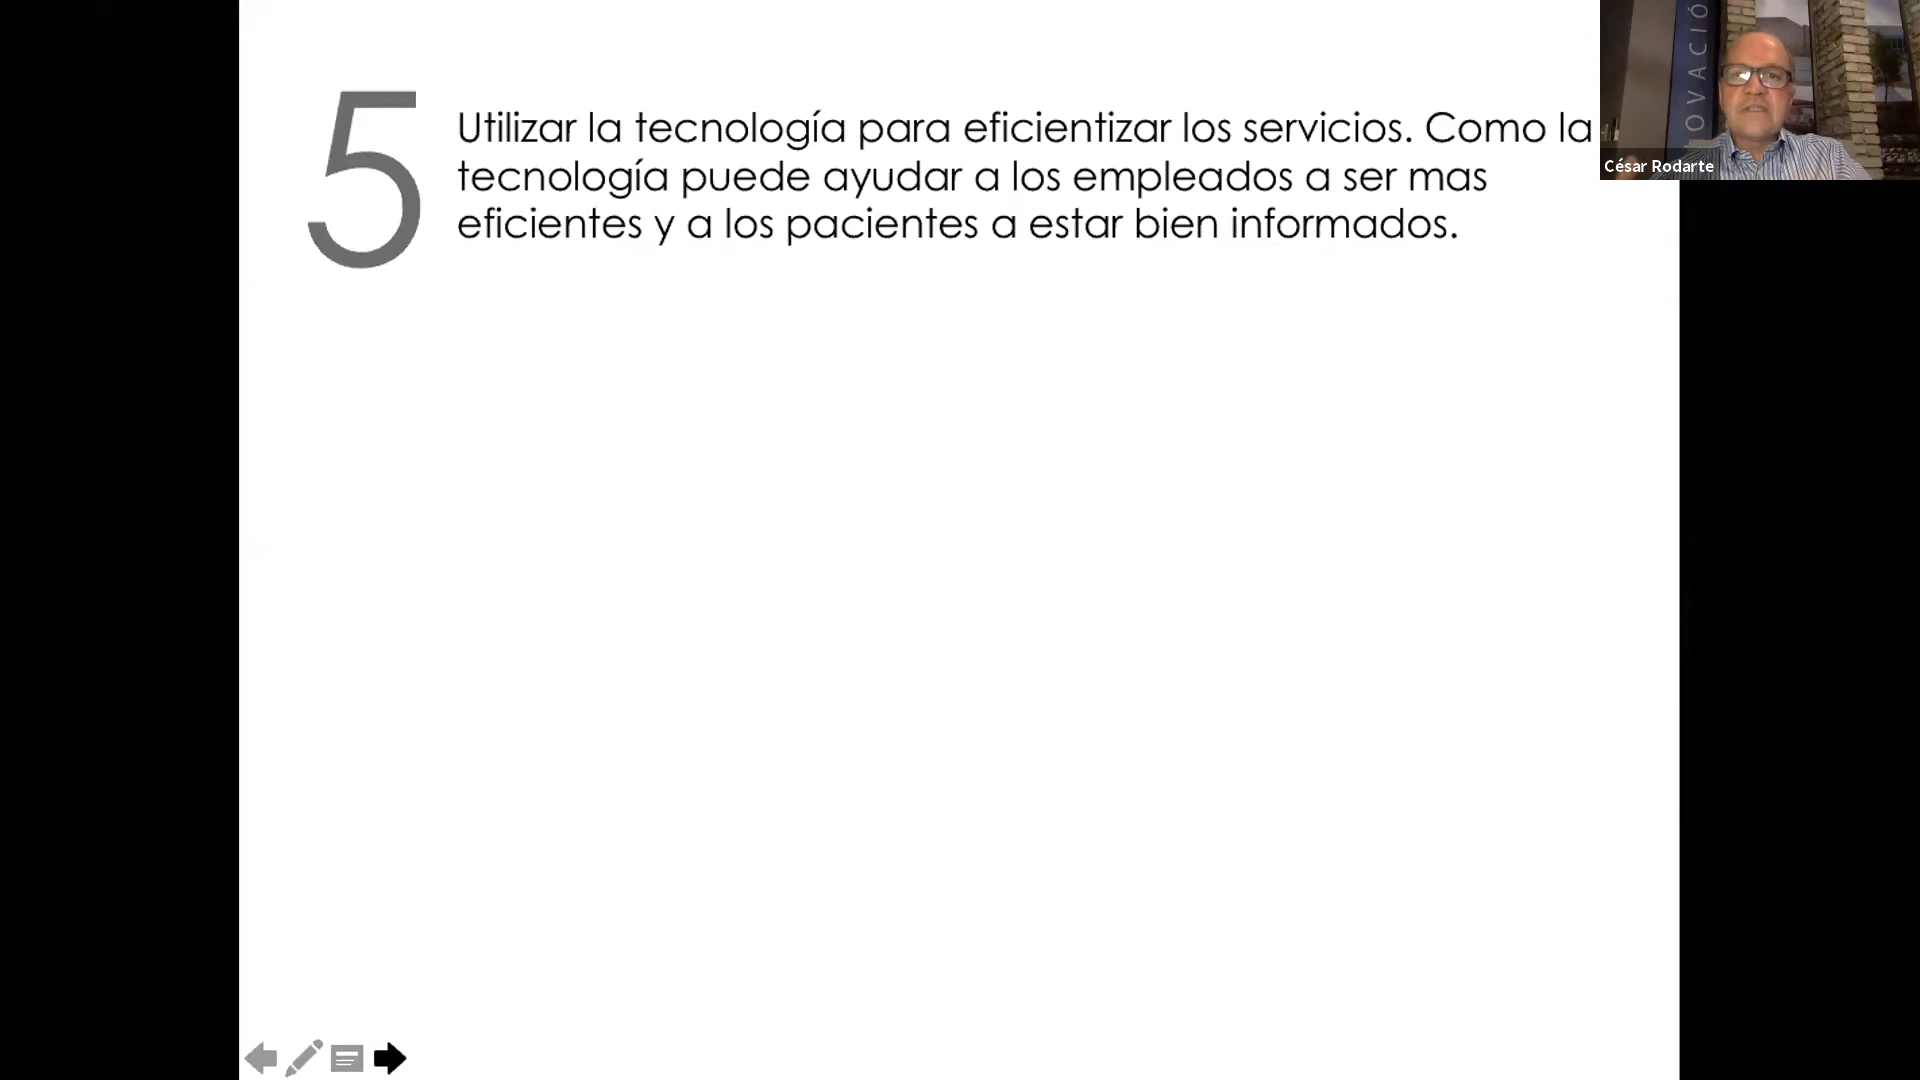 5
Utilizar la tecnología para eficientizar los servicios. Como la
tecnología puede ayudar a los empleados a ser mas
eficientes y a los pacientes a estar bien informados.
OVACIÓ
César Rodarte